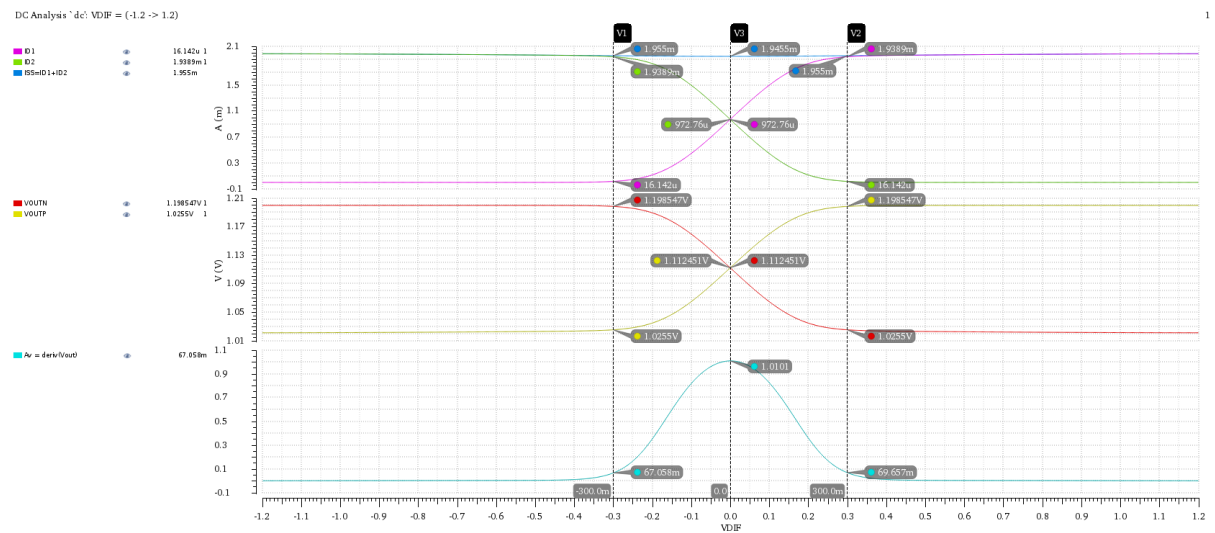 DC Analysis `dc': VDIF = (-1.2 -> 1.2)
1
V1
V3
V2
ID1 16.142u 1
ID2 1.9389m 1
ISS=ID1+ID2 1.955m
2.1
1.5
1.1
0.7
0.3
-0.1
A (m)
1.955m
1.9455m
1.9389m
1.9389m
1.955m
972.76u
972.76u
16.142u
16.142u
VOUTN 1.198547V 1
VOUTP 1.0255V 1
1.21
1.17
1.13
1.09
1.05
1.01
V (V)
1.198547V
1.198547V
1.112451V
1.112451V
1.0255V
1.0255V
Av = deriv(Vout) 67.058m
1.1
0.9
0.7
0.5
0.3
0.1
-0.1
1.0101
67.058m
69.657m
-300.0m
0.0
300.0m
-1.2 -1.1 -1.0 -0.9 -0.8 -0.7 -0.6 -0.5 -0.4 -0.3 -0.2 -0.1 0.0 0.1 0.2 0.3 0.4 0.5 0.6 0.7 0.8 0.9 1.0 1.1 1.2
VDIF